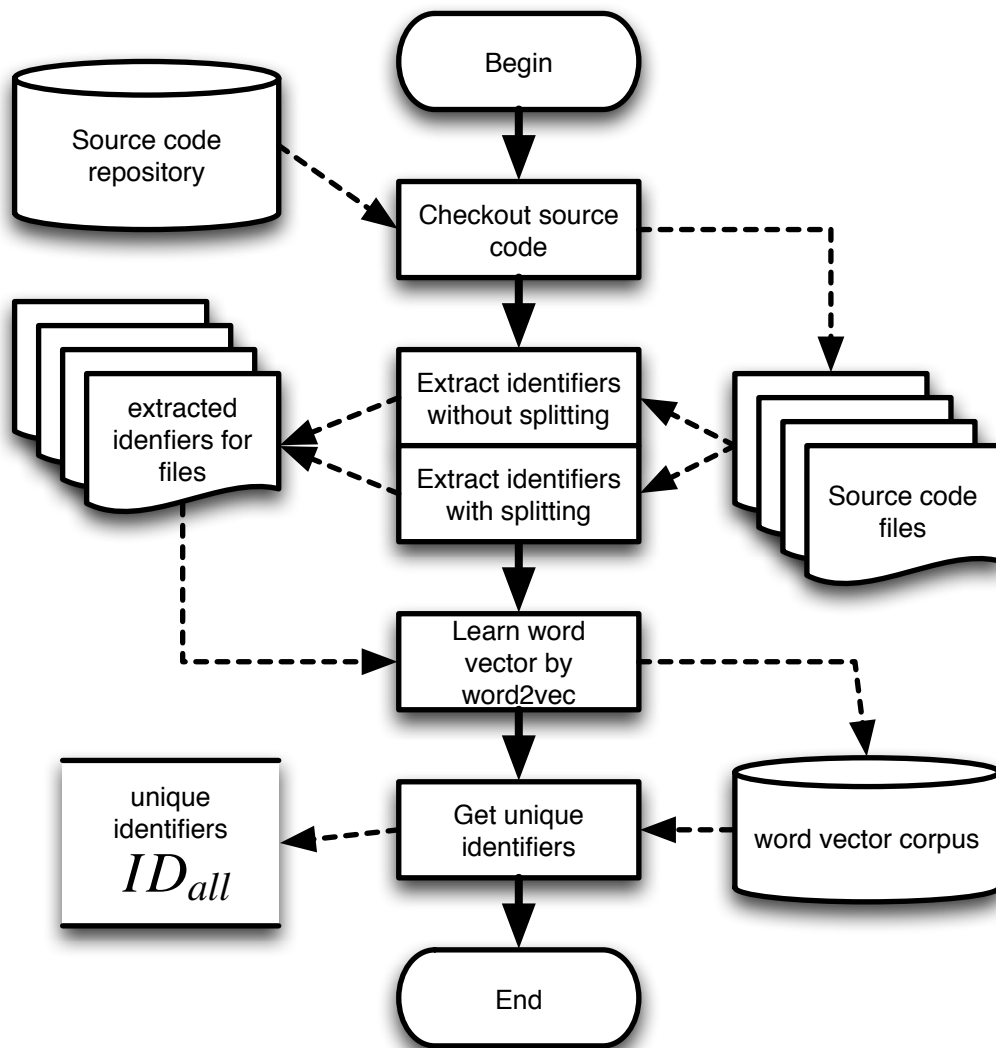 Begin
Source code
repository
Checkout source
code
Extract identifiers
without splitting
extracted
idenfiers for
files
Extract identifiers
with splitting
Source code
files
Learn word
vector by
word2vec
unique
identifiers
ID_all
Get unique
identifiers
word vector corpus
End